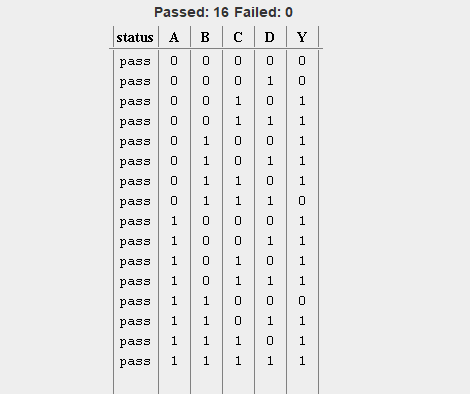 Passed: 16 Failed: 0
status A B C D Y
pass 0 0 0 0 0
pass 0 0 0 1 0
pass 0 0 1 0 1
pass 0 0 1 1 1
pass 0 1 0 0 1
pass 0 1 0 1 1
pass 0 1 1 0 1
pass 0 1 1 1 0
pass 1 0 0 0 1
pass 1 0 0 1 1
pass 1 0 1 0 1
pass 1 0 1 1 1
pass 1 1 0 0 0
pass 1 1 0 1 1
pass 1 1 1 0 1
pass 1 1 1 1 1